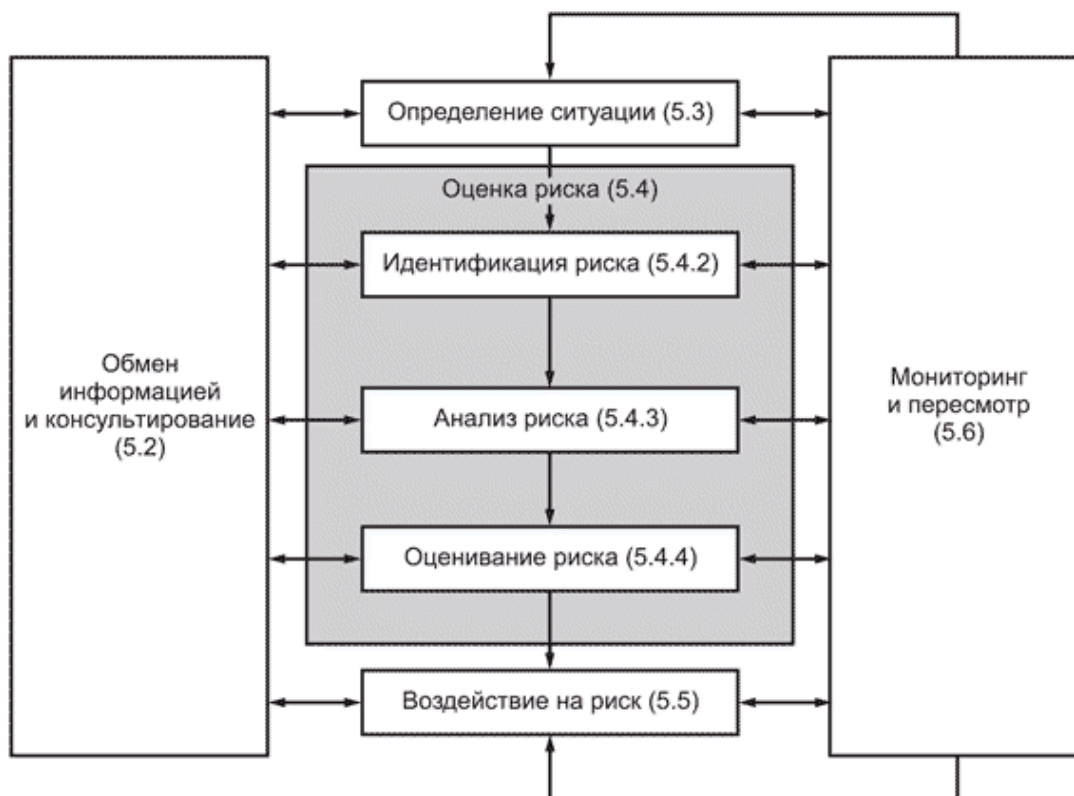 Определение ситуации (5.3)
Оценка риска (5.4)
Идентификация риска (5.4.2)
Обмен
информацией
и консультирование
(5.2)
Анализ риска (5.4.3)
Мониторинг
и пересмотр
(5.6)
Оценивание риска (5.4.4)
Воздействие на риск (5.5)